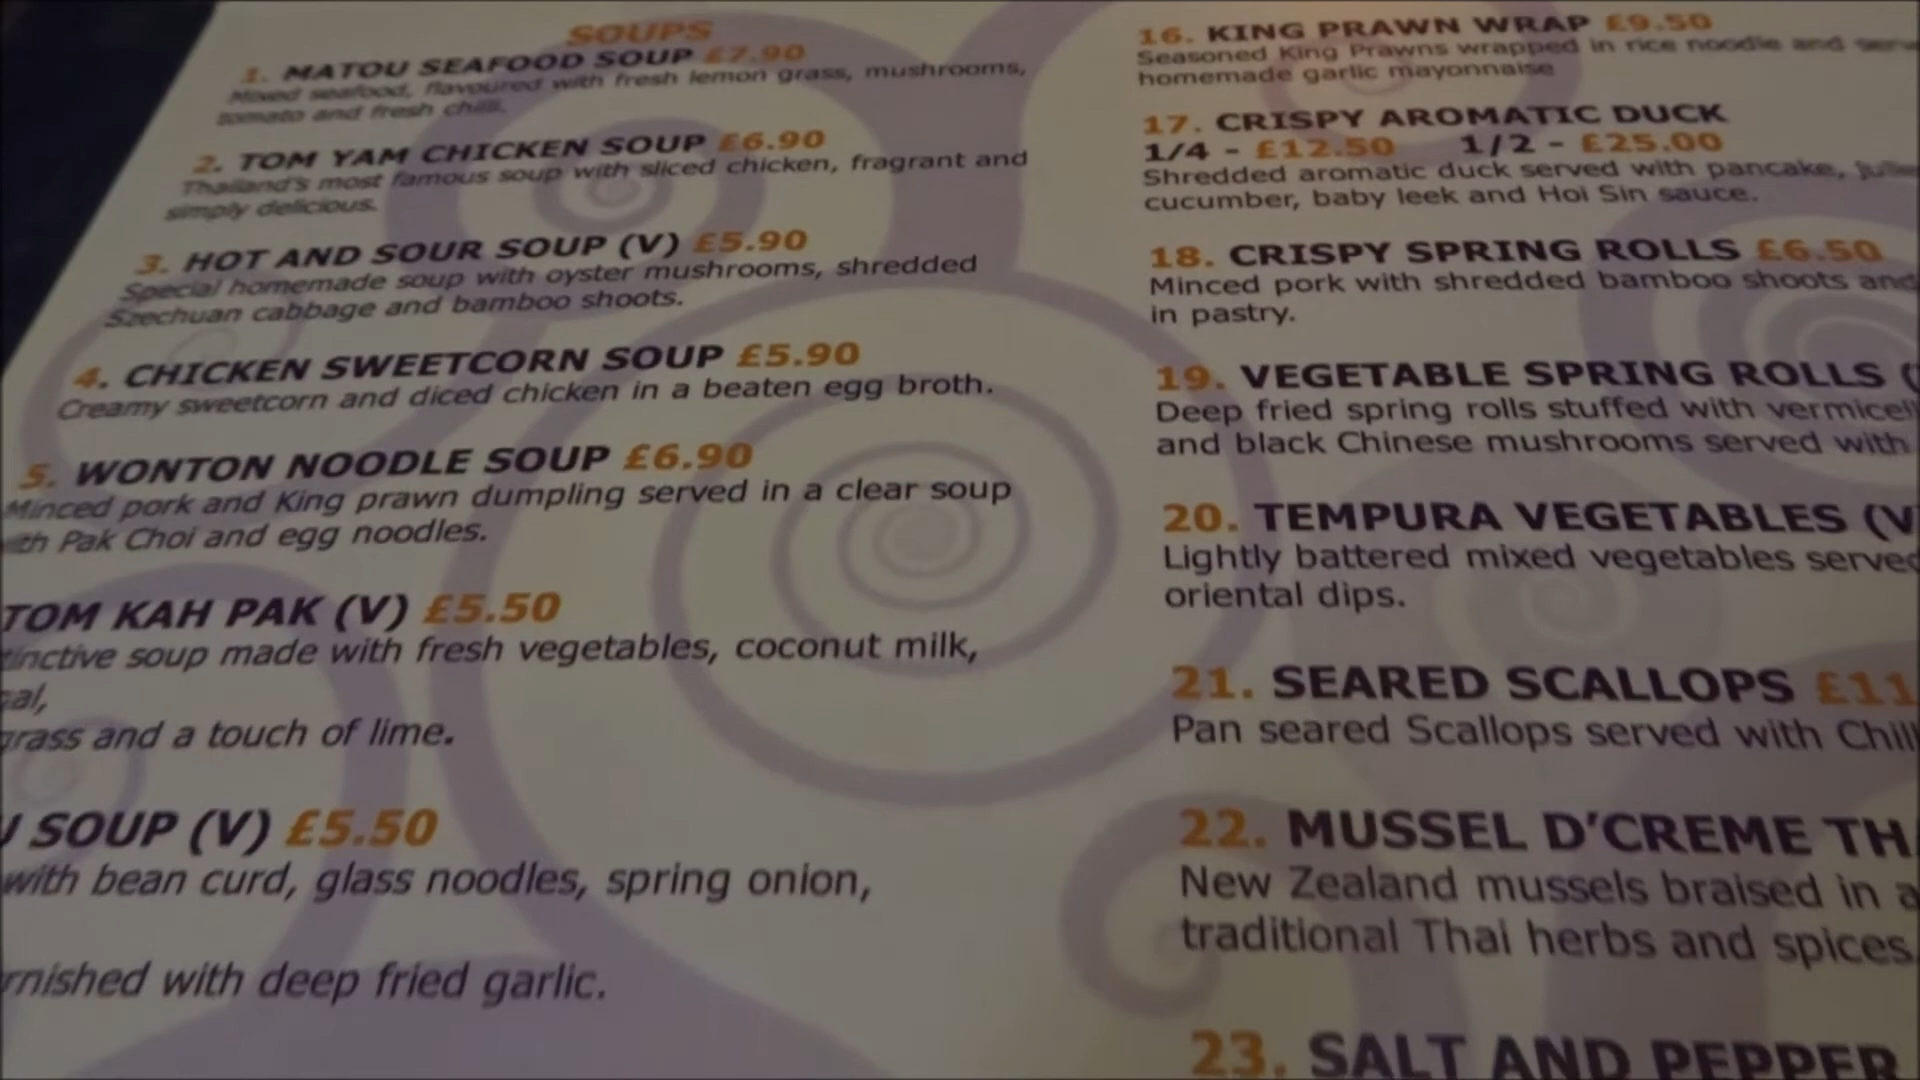 SOUPS
1. MATOU SEAFOOD SOUP £7.90
Mixed seafood, flavoured with fresh lemon grass, mushrooms,
tomato and fresh chilli.
2. TOM YAM CHICKEN SOUP £6.90
Thailand's most famous soup with sliced chicken, fragrant and
simply delicious.
3. HOT AND SOUR SOUP (V) £5.90
Special homemade soup with oyster mushrooms, shredded
Szechuan cabbage and bamboo shoots.
4. CHICKEN SWEETCORN SOUP £5.90
Creamy sweetcorn and diced chicken in a beaten egg broth.
5. WONTON NOODLE SOUP £6.90
Minced pork and King prawn dumpling served in a clear soup
Pak Choi and egg noodles.
TOM KAH PAK (V) £5.50
soup made with fresh vegetables, coconut milk,
and a touch of lime.
SOUP (V) £5.50
with bean curd, glass noodles, spring onion,
with deep fried garlic.
16. KING PRAWN WRAP £9.50
Seasoned King Prawns wrapped in rice noodle and
homemade garlic mayonnaise
17. CRISPY AROMATIC DUCK
1/4 - £12.50 1/2 - £25.00
Shredded aromatic duck served with pancake,
cucumber, baby leek and Hoi Sin sauce.
18. CRISPY SPRING ROLLS £6.50
Minced pork with shredded bamboo shoots and
in pastry.
19. VEGETABLE SPRING ROLLS (
Deep fried spring rolls stuffed with
and black Chinese mushrooms served with
20. TEMPURA VEGETABLES (V
Lightly battered mixed vegetables served
oriental dips.
21. SEARED SCALLOPS £11
Pan seared Scallops served with
22. MUSSEL D'CREME
New Zealand mussels braised in a
traditional Thai herbs and spices.
23. SALT AND PEPPER